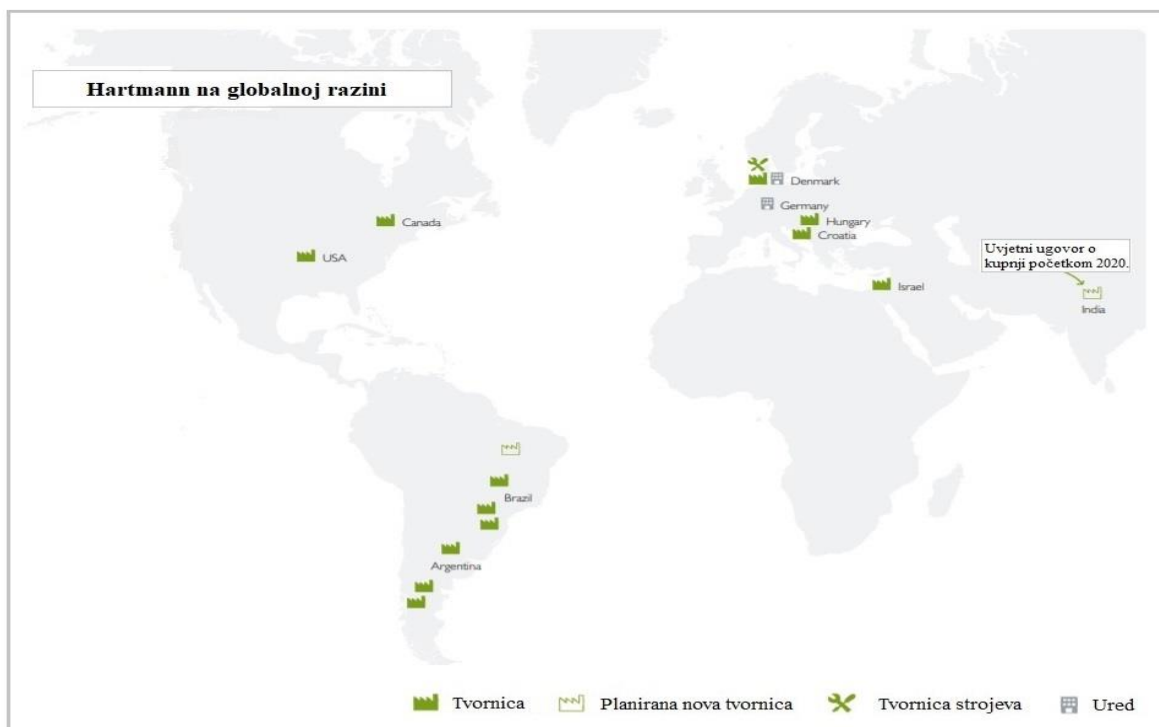 Hartmann na globalnoj razini
Denmark
Germany
Canada
Hungary
Croatia
USA
Uvjetni ugovor o
kupnji početkom 2020.
Israel
India
Brazil
Argentina
Tvornica
Planirana nova tvornica
Tvornica strojeva
Ured